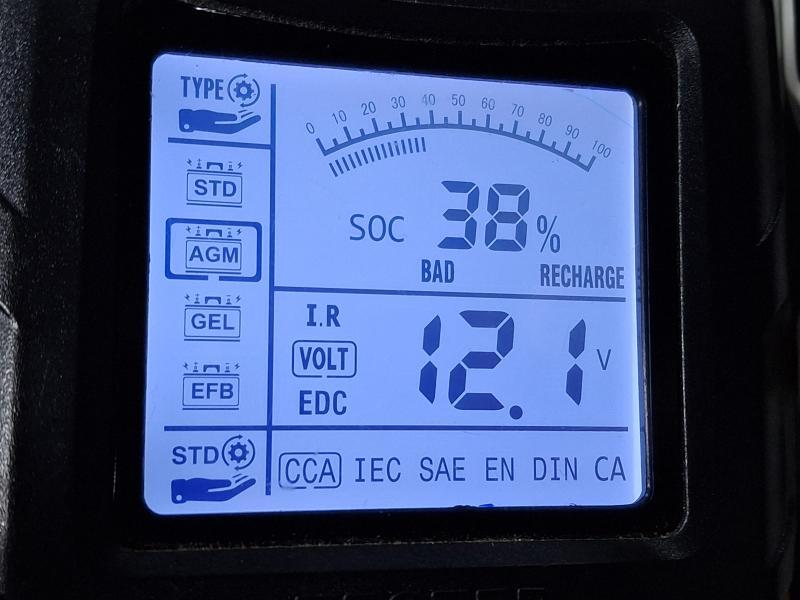 TYPE
0 10 20 30 40 50 60 70 80 90 100
STD
SOC 38%
AGM
BAD RECHARGE
GEL
I.R
VOLT
12.1 V
EFB
EDC
STD
CCA IEC SAE EN DIN CA